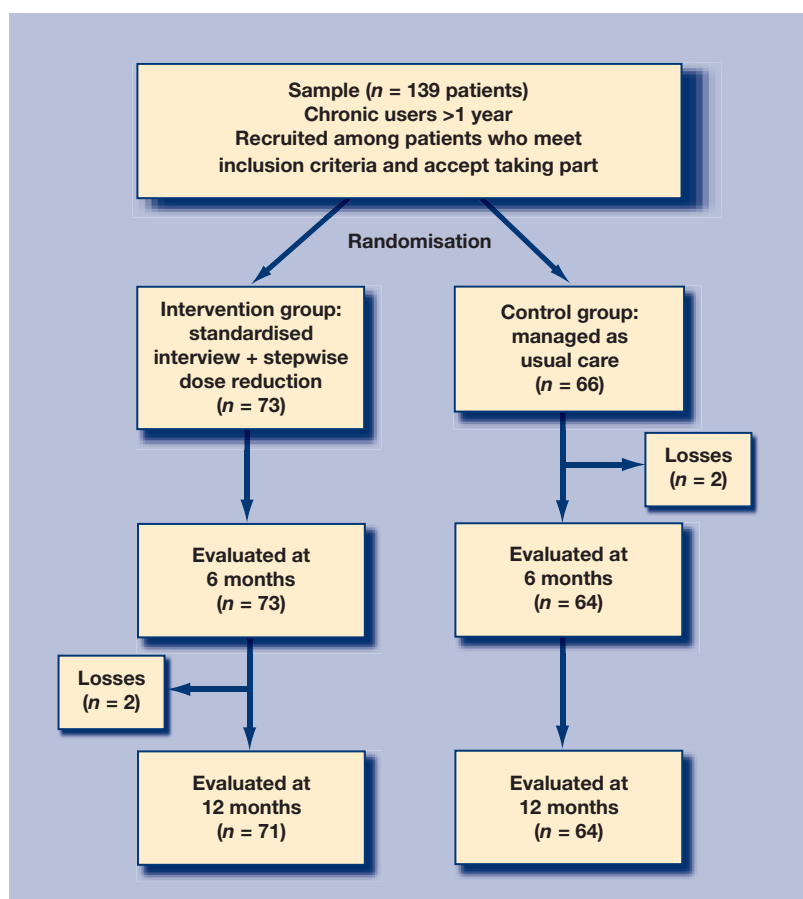 Sample (n = 139 patients)
Chronic users >1 year
Recruited among patients who meet
inclusion criteria and accept taking part
Randomisation
Intervention group:
standardised
interview + stepwise
dose reduction
(n = 73)
Control group:
managed as
usual care
(n = 66)
Losses
(n = 2)
Evaluated at
6 months
(n = 73)
Evaluated at
6 months
(n = 64)
Losses
(n = 2)
Evaluated at
12 months
(n = 71)
Evaluated at
12 months
(n = 64)